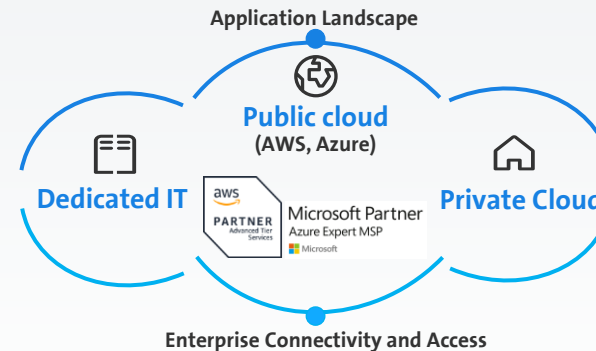 Application Landscape
Public cloud
(AWS, Azure)
Dedicated IT
Private Cloud
aws
PARTNER
Advanced Tier
Services
Microsoft Partner
Azure Expert MSP
Microsoft
Enterprise Connectivity and Access